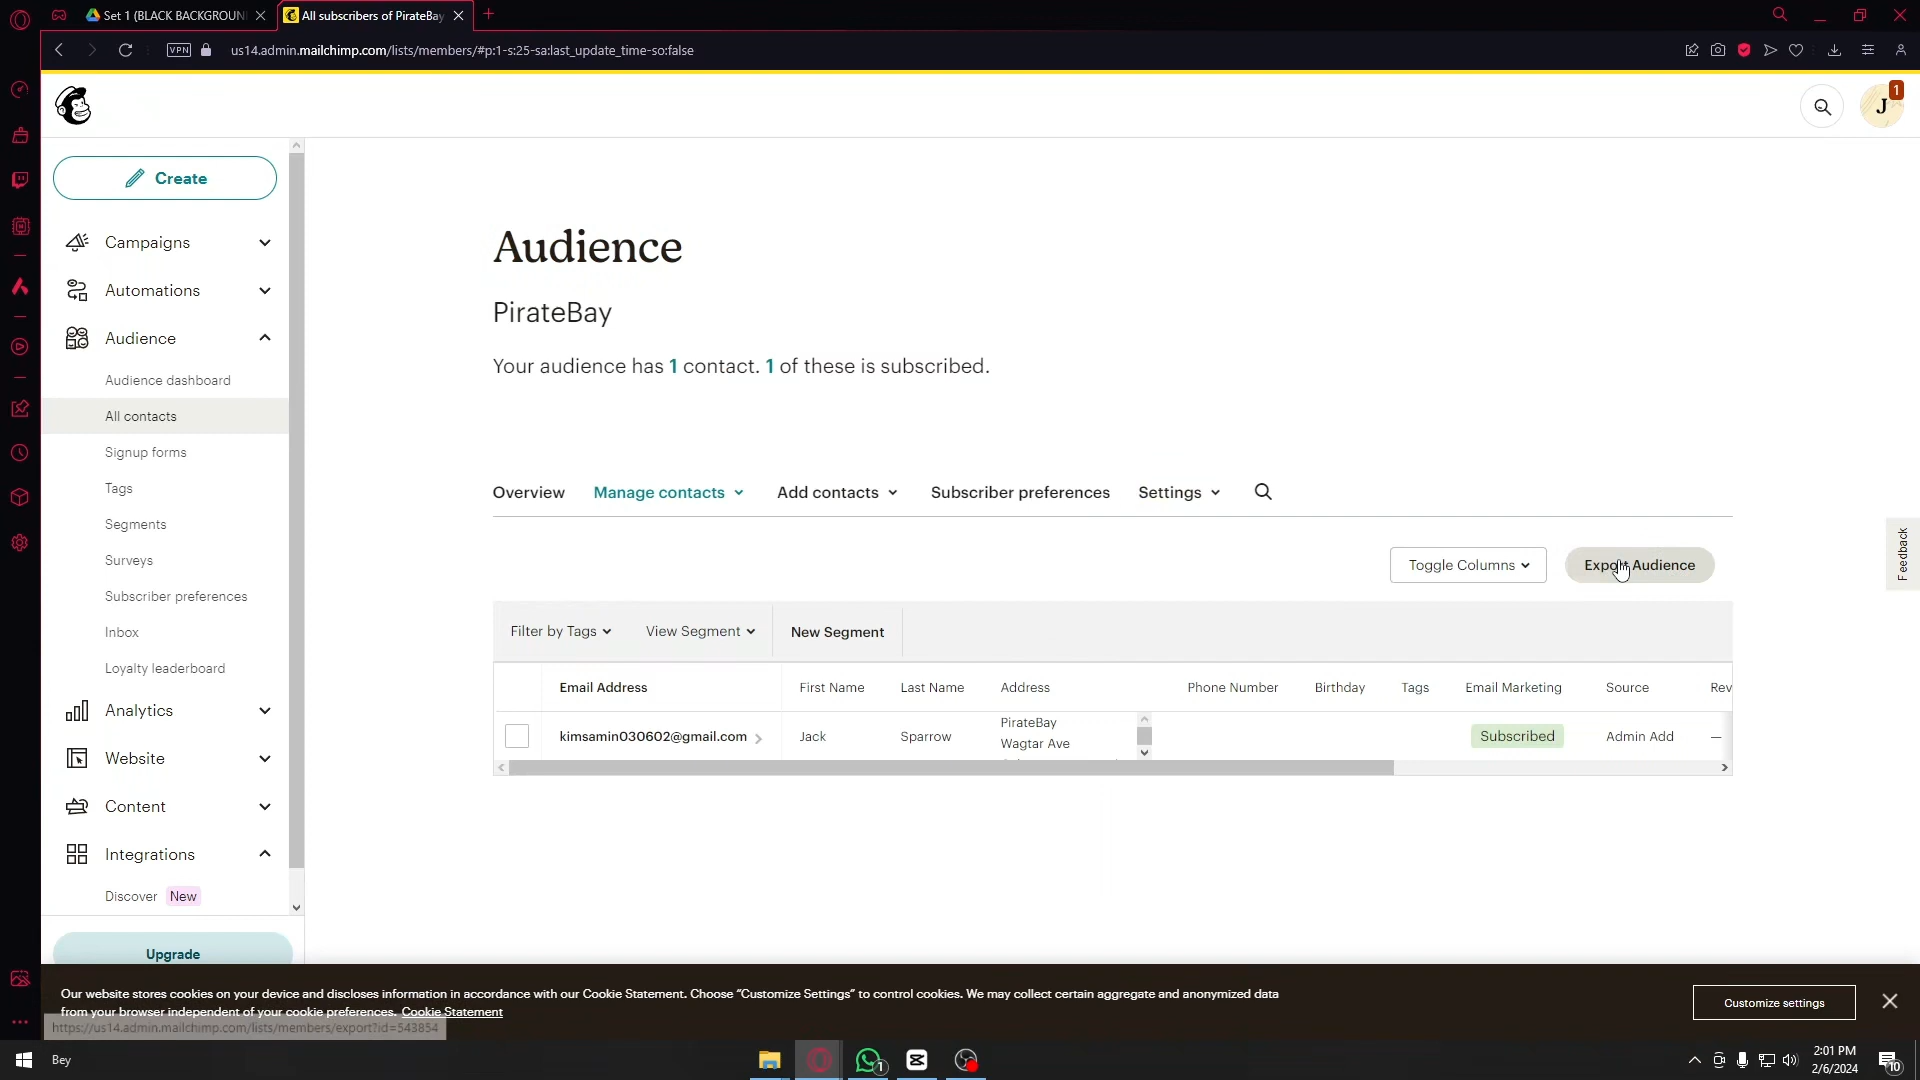 Set 1 (BLACK BACKGROUN
All subscribers of PirateBay
VPN
us14.admin.mailchimp.com/lists/members/#p:1-s:25-sa:last_update_time-so:false
J
1
Create
Campaigns
Automations
Audience
Audience dashboard
All contacts
Signup forms
Tags
Segments
Surveys
Subscriber preferences
Inbox
Loyalty leaderboard
Analytics
Website
Content
Integrations
Discover New
Upgrade
Audience
PirateBay
Your audience has 1 contact. 1 of these is subscribed.
Overview Manage contacts Add contacts Subscriber preferences Settings
Toggle Columns Export Audience
Filter by Tags View Segment New Segment
Email Address First Name Last Name Address Phone Number Birthday Tags Email Marketing Source Rev
kimsamin030602@gmail.com Jack Sparrow PirateBay Subscribed Admin Add —
Wagtar Ave
Feedback
Our website stores cookies on your device and discloses information in accordance with our Cookie Statement. Choose “Customize Settings” to control cookies. We may collect certain aggregate and anonymized data
from your browser independent of your cookie preferences. Cookie Statement
Customize settings
https://us14.admin.mailchimp.com/lists/members/export?id=543854
Bey
1
2:01 PM
2/6/2024
10